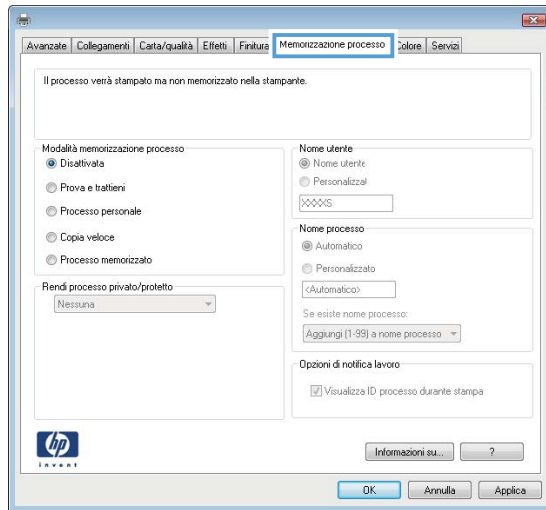 Avanzate Collegamenti Carta/qualità Effetti Finitura Memorizzazione processo Colore Servizi
Il processo verrà stampato ma non memorizzato nella stampante.
Modalità memorizzazione processo
Disattivata
Prova e trattieni
Processo personale
Copia veloce
Processo memorizzato
Rendi processo privato/protetto
Nessuna
Nome utente
Nome utente
Personalizzat
XXXXS
Nome processo
Automatico
Personalizzato
<Automatico>
Se esiste nome processo:
Aggiungi (1-99) a nome processo
Opzioni di notifica lavoro
Visualizza ID processo durante stampa
hp
invent
Informazioni su... ?
OK Annulla Applica